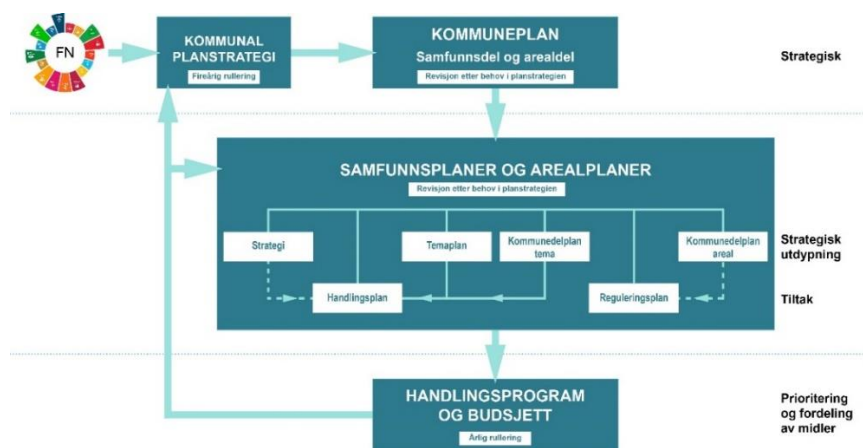 FN
KOMMUNAL
PLANSTRATEGI
Fireårig rullering
KOMMUNEPLAN
Samfunnsdel og arealdel
Revisjon etter behov i planstrategien
Strategisk
SAMFUNNSPLANER OG AREALPLANER
Revisjon etter behov i planstrategien
Strategi
Temaplan
Kommunedelplan
tema
Kommunedelplan
areal
Strategisk
utdypning
Handlingsplan
Reguleringsplan
Tiltak
HANDLINGSPROGRAM
OG BUDSJETT
Årlig rullering
Prioritering
og fordeling
av midler